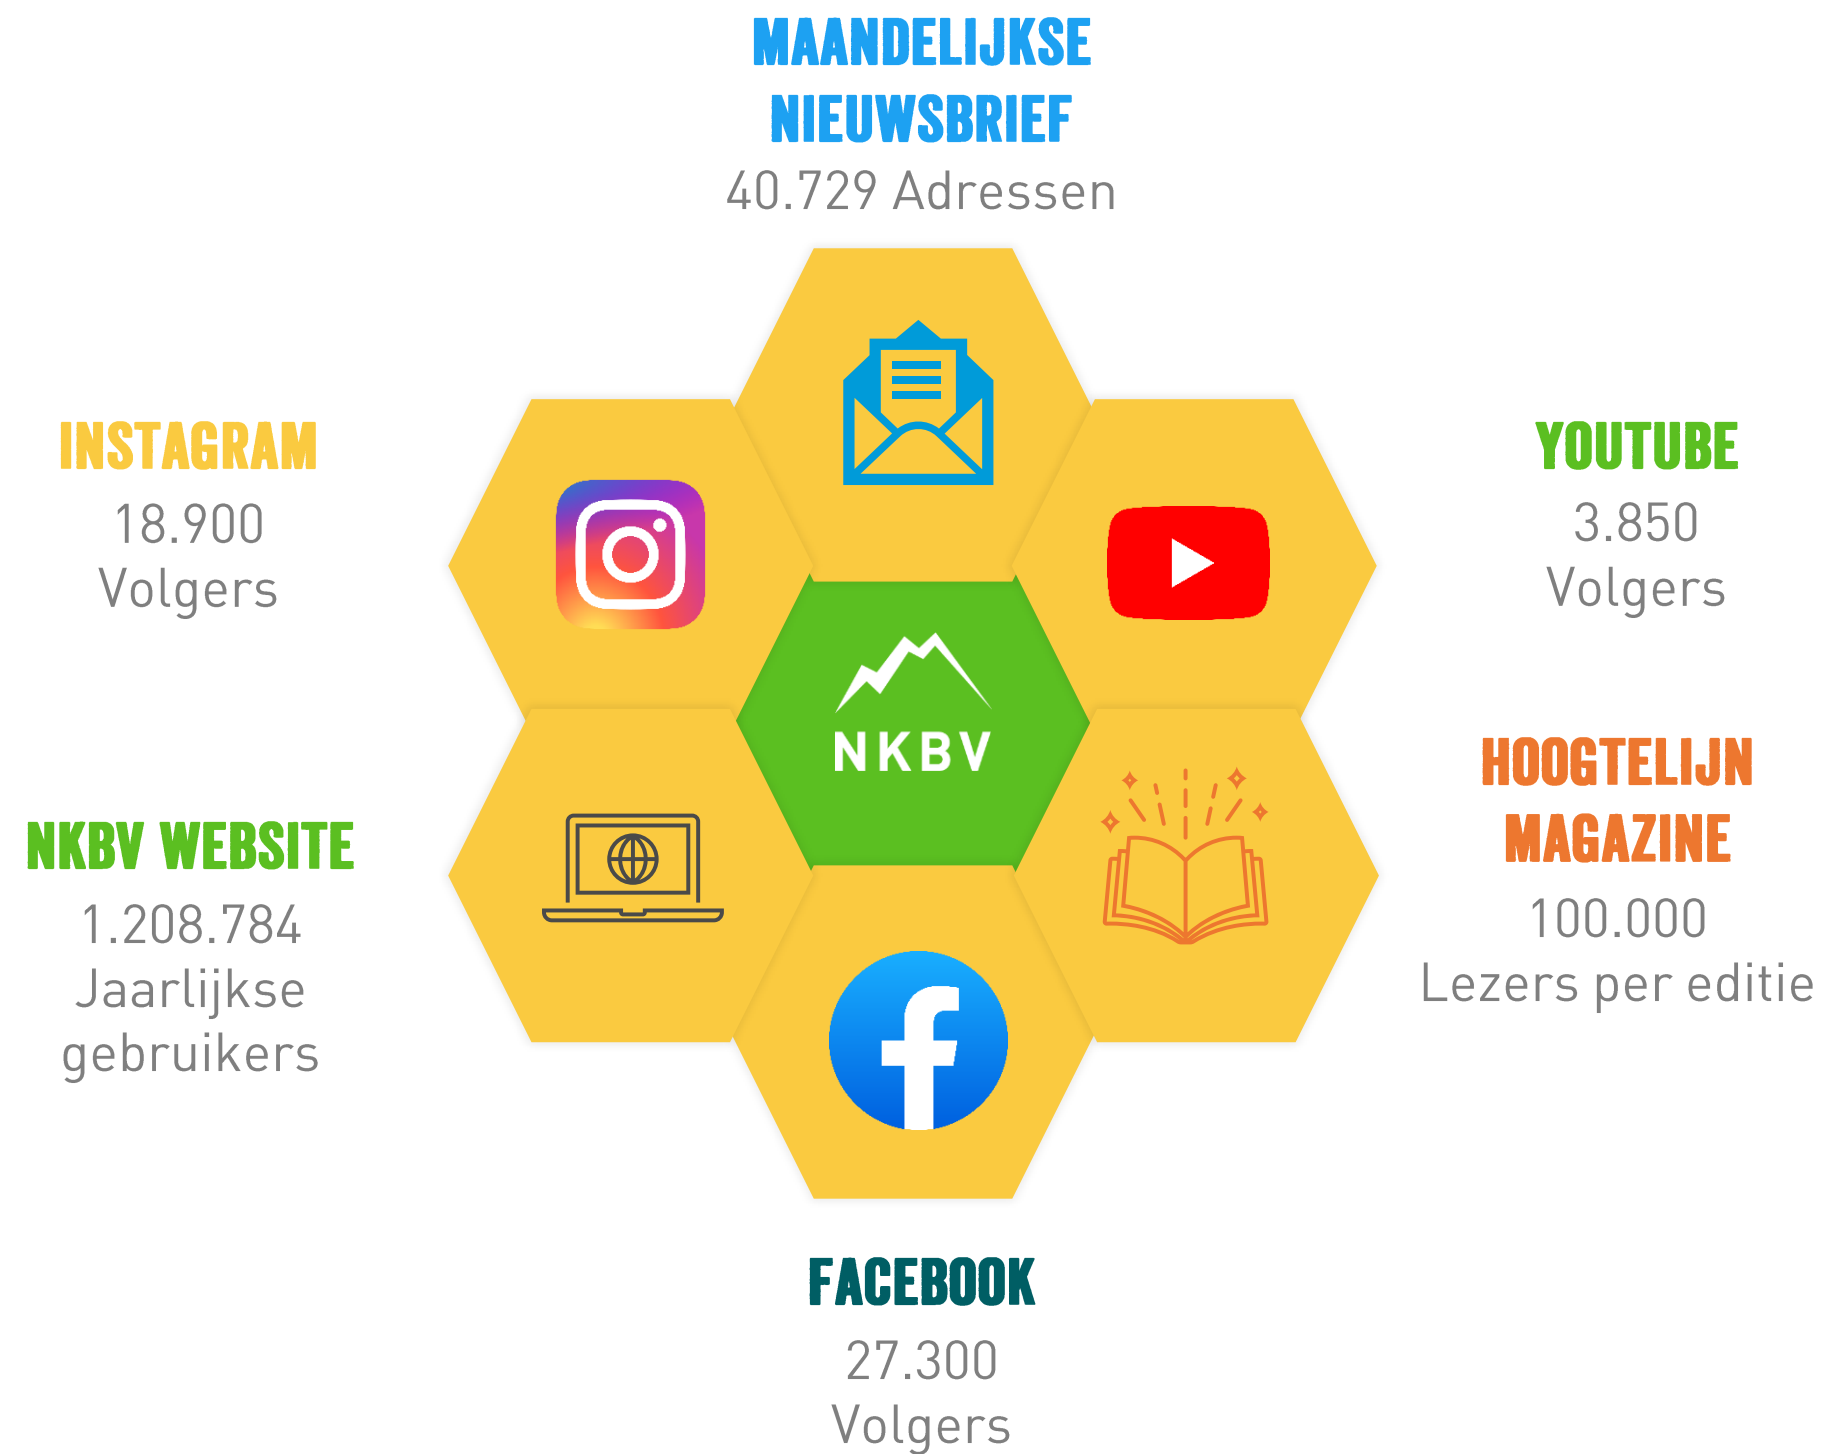 MAANDELIJKSE
NIEUWSBRIEF
40.729 Adressen
INSTAGRAM
18.900
Volgers
YOUTUBE
3.850
Volgers
NKBV
NKBV WEBSITE
1.208.784
Jaarlijkse
gebruikers
HOOGTELIJN
MAGAZINE
100.000
Lezers per editie
FACEBOOK
27.300
Volgers